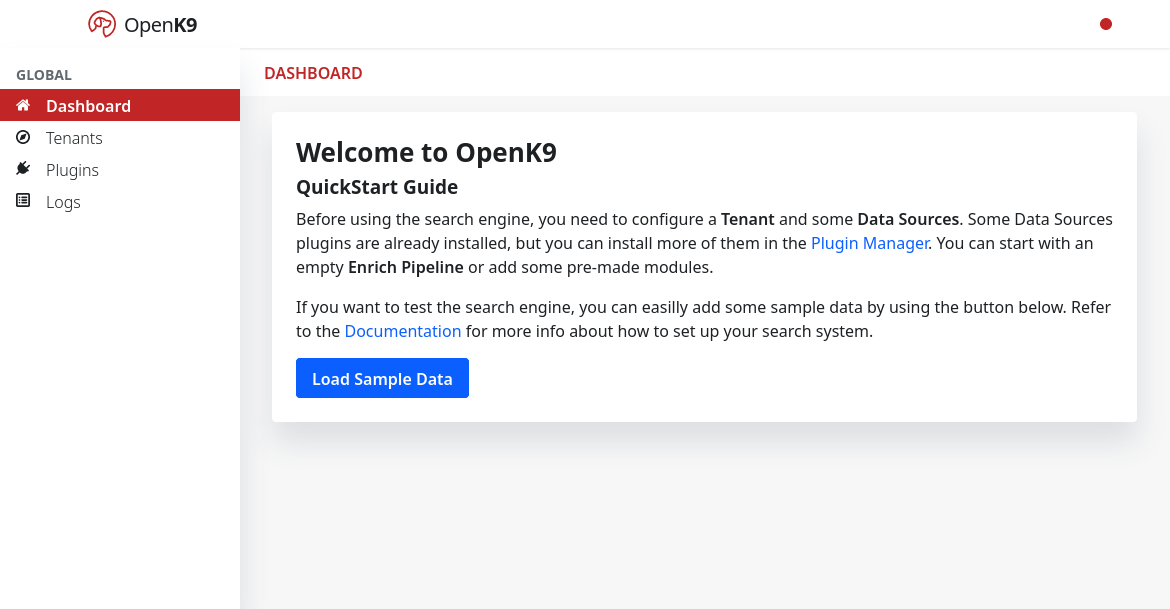 OpenK9
GLOBAL
Dashboard
Tenants
Plugins
Logs
DASHBOARD
Welcome to OpenK9
QuickStart Guide
Before using the search engine, you need to configure a Tenant and some Data Sources. Some Data Sources
plugins are already installed, but you can install more of them in the Plugin Manager. You can start with an
empty Enrich Pipeline or add some pre-made modules.
If you want to test the search engine, you can easilly add some sample data by using the button below. Refer
to the Documentation for more info about how to set up your search system.
Load Sample Data